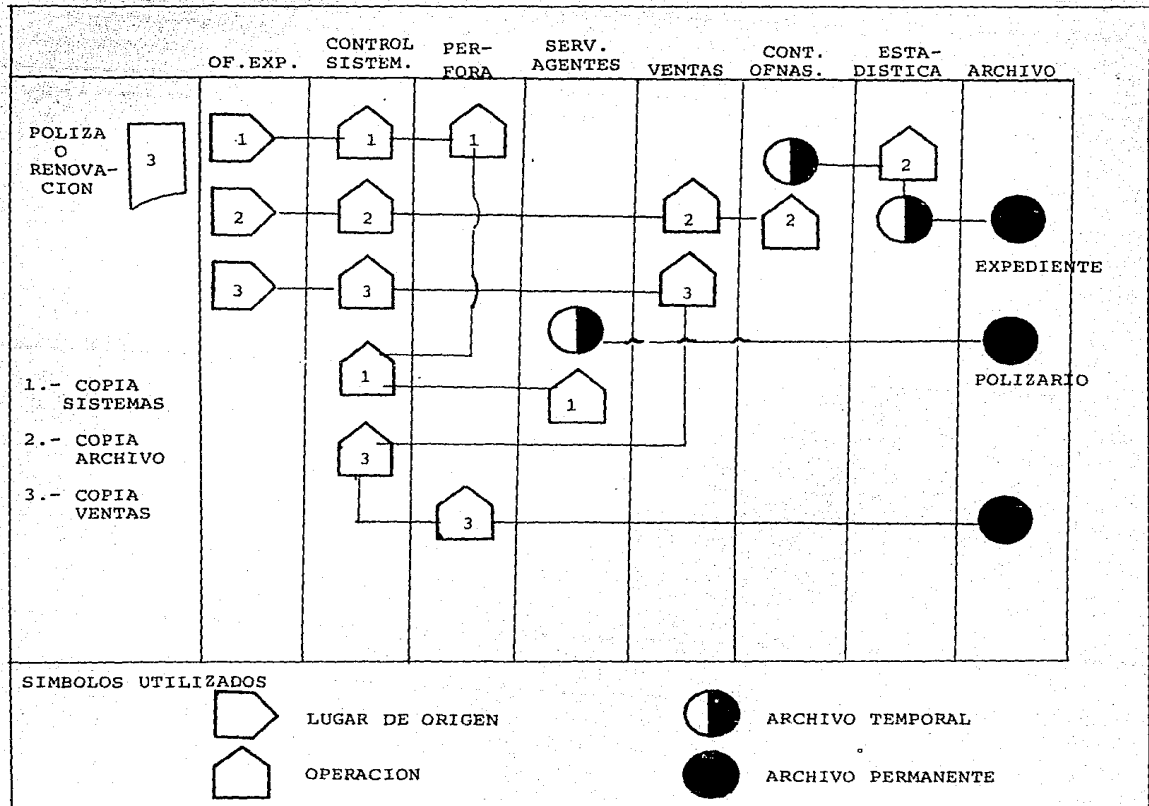 OF.EXP.
CONTROL
SISTEM.
PER-
FORA
SERV.
AGENTES
VENTAS
CONT.
OFNAS.
ESTA-
DISTICA
ARCHIVO
POLIZA
O
RENOVA-
CION
3
1
1
1
2
2
2
2
2
EXPEDIENTE
3
3
3
POLIZARIO
1
1
3
3
1.- COPIA
SISTEMAS
2.- COPIA
ARCHIVO
3.- COPIA
VENTAS
SIMBOLOS UTILIZADOS
LUGAR DE ORIGEN
ARCHIVO TEMPORAL
OPERACION
ARCHIVO PERMANENTE